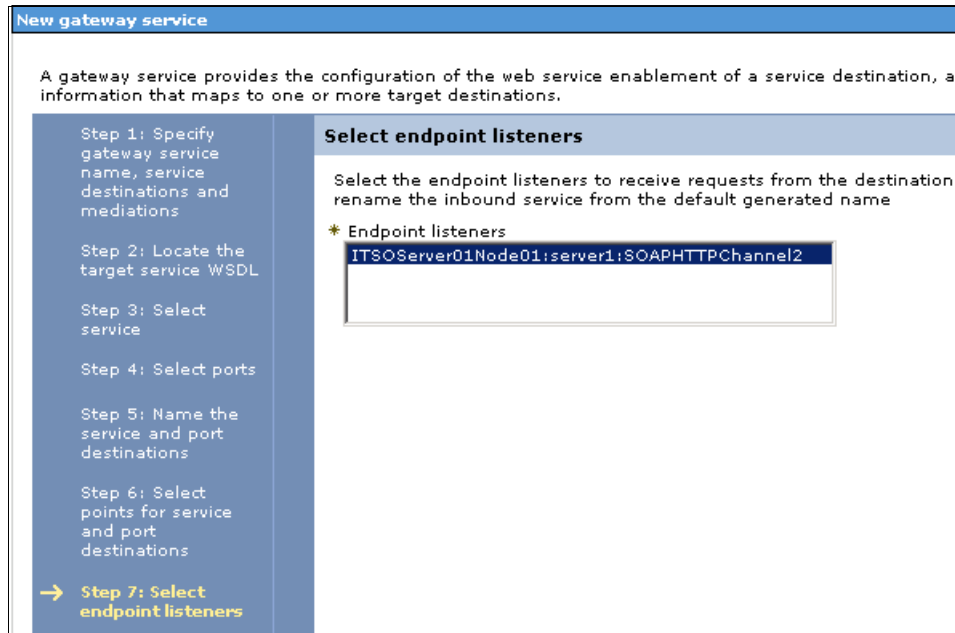 New gateway service
A gateway service provides the configuration of the web service enablement of a service destination, a
information that maps to one or more target destinations.
Step 1: Specify
gateway service
name, service
destinations and
mediations
Step 2: Locate the
target service WSDL
Step 3: Select
service
Step 4: Select ports
Step 5: Name the
service and port
destinations
Step 6: Select
points for service
and port
destinations
Step 7: Select
endpoint listeners
Select endpoint listeners
Select the endpoint listeners to receive requests from the destination
rename the inbound service from the default generated name
* Endpoint listeners
ITSOServer01Node01:server1:SOAPHTTPChannel2